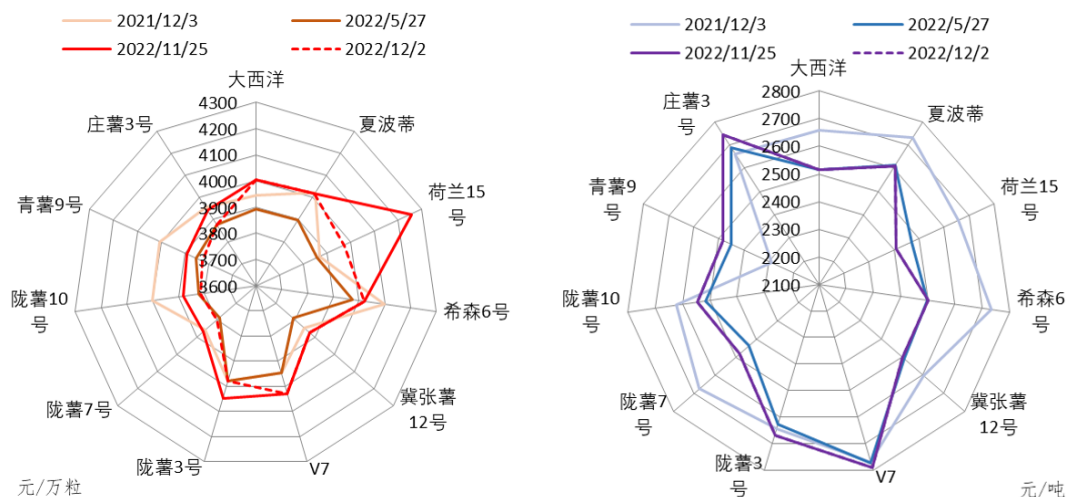 2021/12/3
2022/5/27
2022/11/25
2022/12/2
大西洋
夏波蒂
荷兰15
号
希森6号
冀张薯
12号
V7
陇薯3号
陇薯7号
陇薯10
号
青薯9号
庄薯3号
4300
4200
4100
4000
3900
3800
3700
3600
元/万粒
2021/12/3
2022/5/27
2022/11/25
2022/12/2
大西洋
夏波蒂
荷兰15
号
希森6
号
冀张薯
12号
V7
陇薯3
号
陇薯7
号
陇薯10
号
青薯9
号
庄薯3
号
2800
2700
2600
2500
2400
2300
2200
2100
元/吨